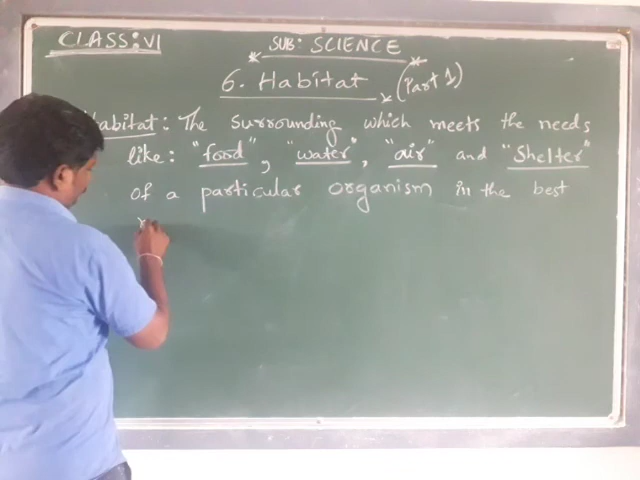 CLASS: VI
SUB: SCIENCE
6. Habitat (Part 1)
Habitat: The surrounding which meets the needs
like: "food", "water", "air" and "Shelter"
of a particular organism in the best